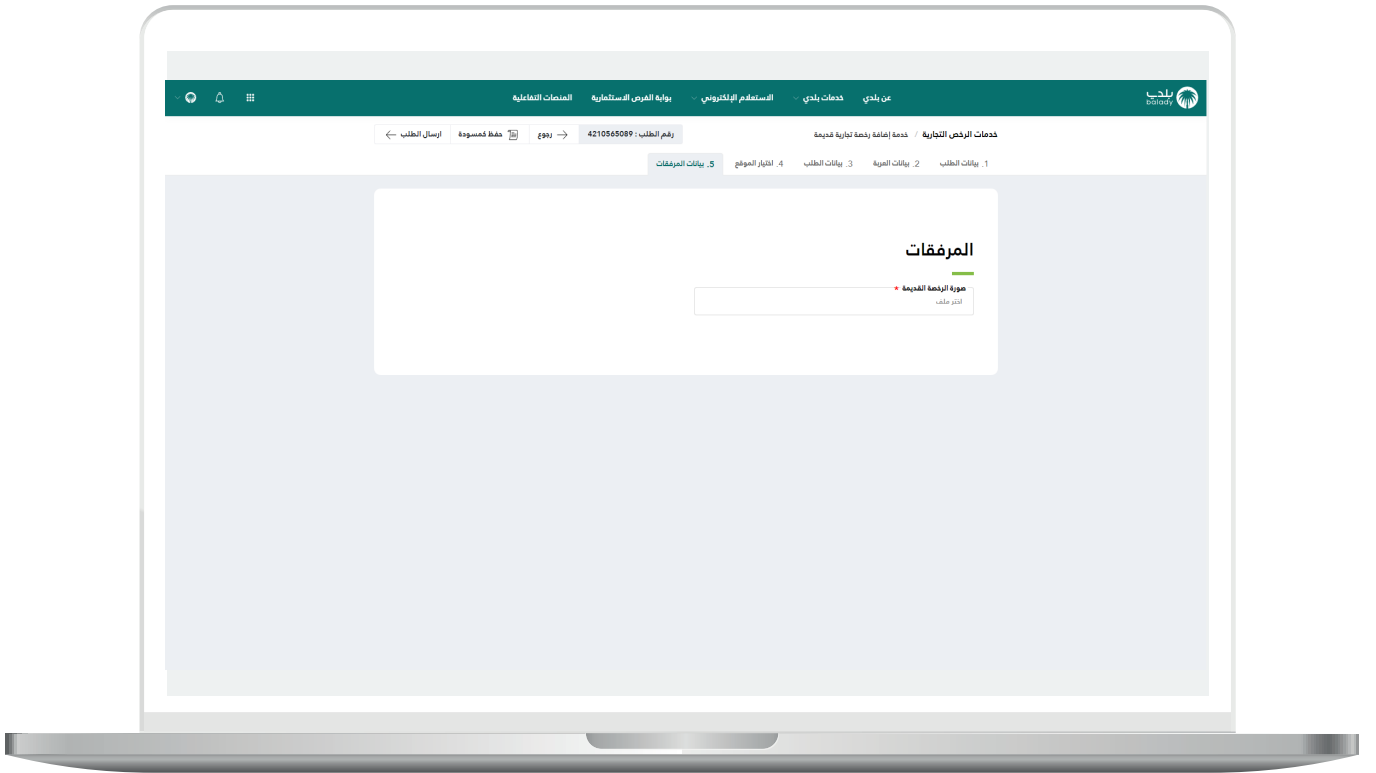 بلدي
balady
عن بلدي خدمات بلدي الاستعلام الإلكتروني بوابة الفرص الاستثمارية المنصات التفاعلية
خدمات الرخص التجارية / خدمة إضافة رخصة تجارية قديمة رقم الطلب : 4210565089 رجوع حفظ كمسودة ارسال الطلب
1. بيانات الطلب 2. بيانات العربة 3. بيانات الطلب 4. اختيار الموقع 5. بيانات المرفقات
المرفقات
صورة الرخصة القديمة *
اختر ملف